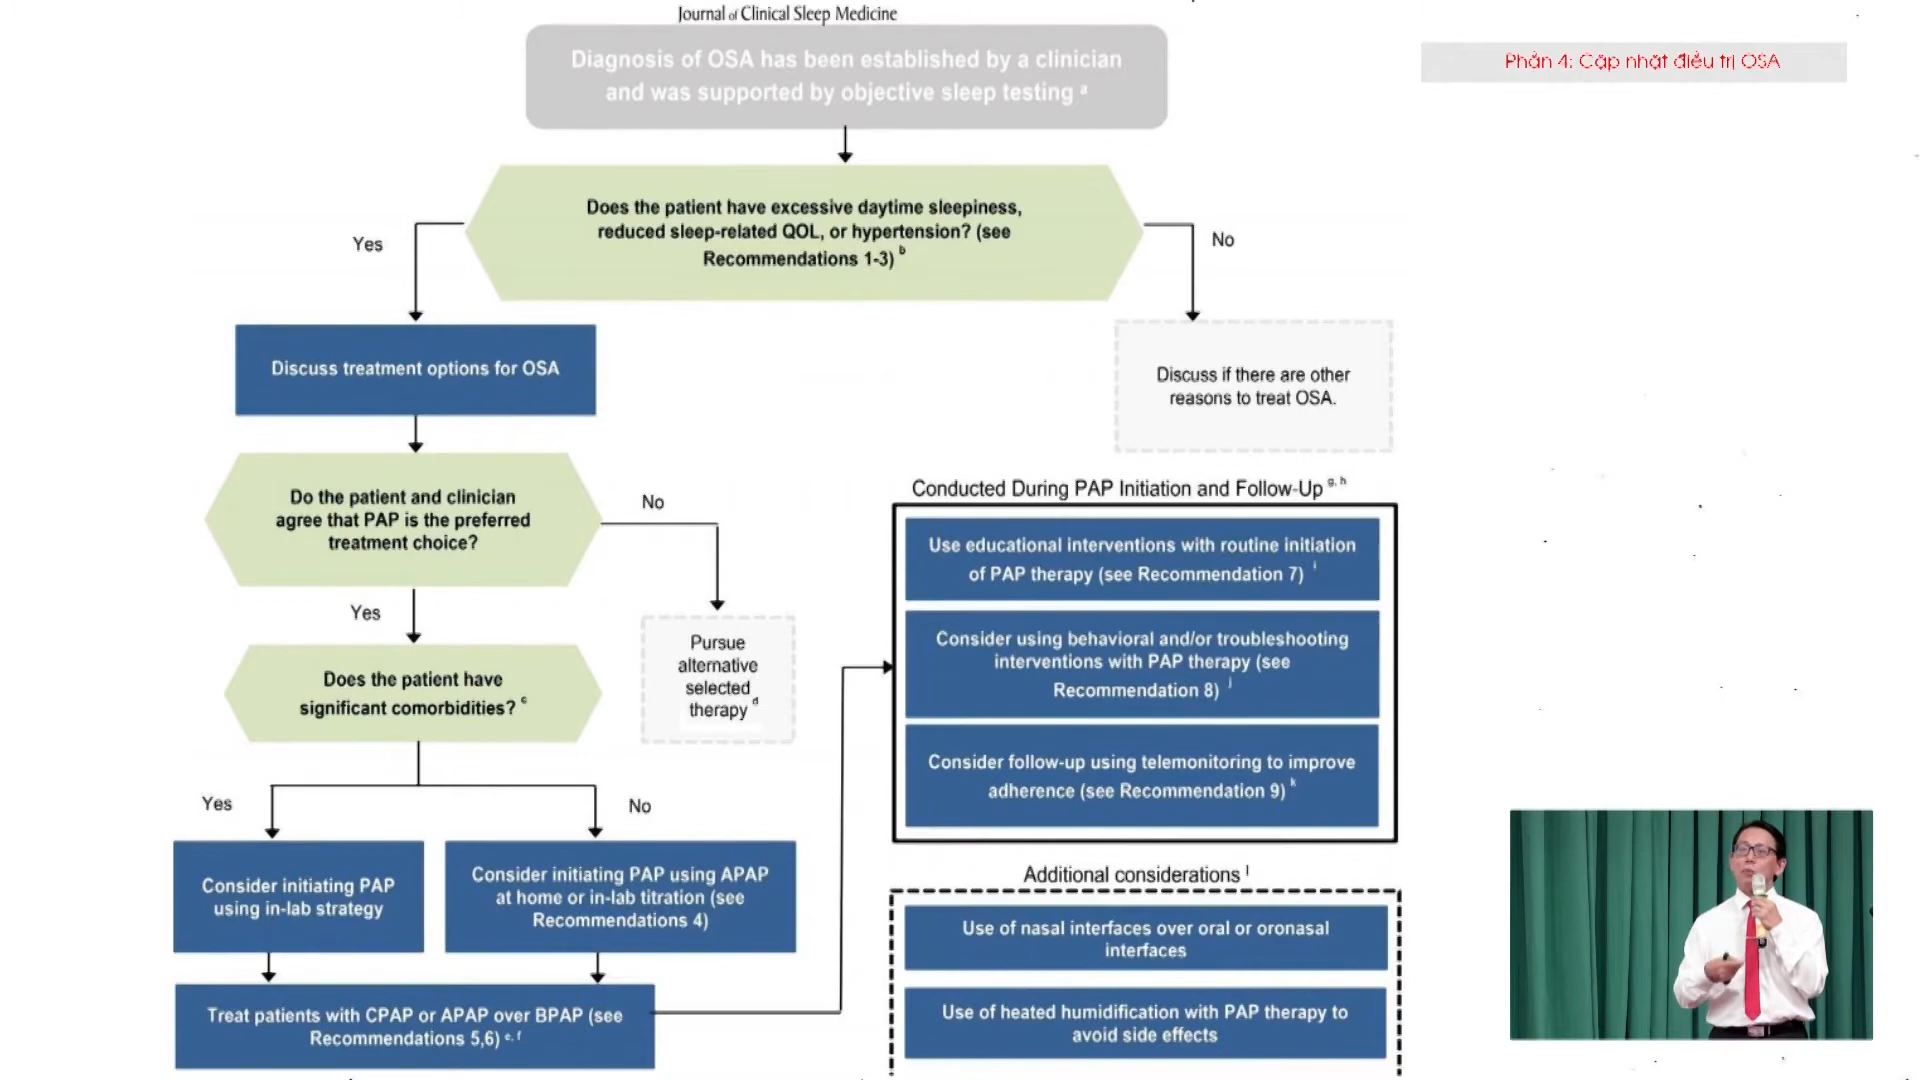 Journal of Clinical Sleep Medicine
Phần 4: Cập nhật điều trị OSA
Diagnosis of OSA has been established by a clinician
and was supported by objective sleep testing a
Does the patient have excessive daytime sleepiness,
reduced sleep-related QOL, or hypertension? (see
Recommendations 1-3) b
Yes
No
Discuss treatment options for OSA
Discuss if there are other
reasons to treat OSA.
Do the patient and clinician
agree that PAP is the preferred
treatment choice?
No
Yes
Pursue
alternative
selected
therapy d
Does the patient have
significant comorbidities? c
Yes
No
Consider initiating PAP
using in-lab strategy
Consider initiating PAP using APAP
at home or in-lab titration (see
Recommendations 4)
Treat patients with CPAP or APAP over BPAP (see
Recommendations 5,6) e, f
Conducted During PAP Initiation and Follow-Up g, h
Use educational interventions with routine initiation
of PAP therapy (see Recommendation 7) i
Consider using behavioral and/or troubleshooting
interventions with PAP therapy (see
Recommendation 8) j
Consider follow-up using telemonitoring to improve
adherence (see Recommendation 9) k
Additional considerations l
Use of nasal interfaces over oral or oronasal
interfaces
Use of heated humidification with PAP therapy to
avoid side effects